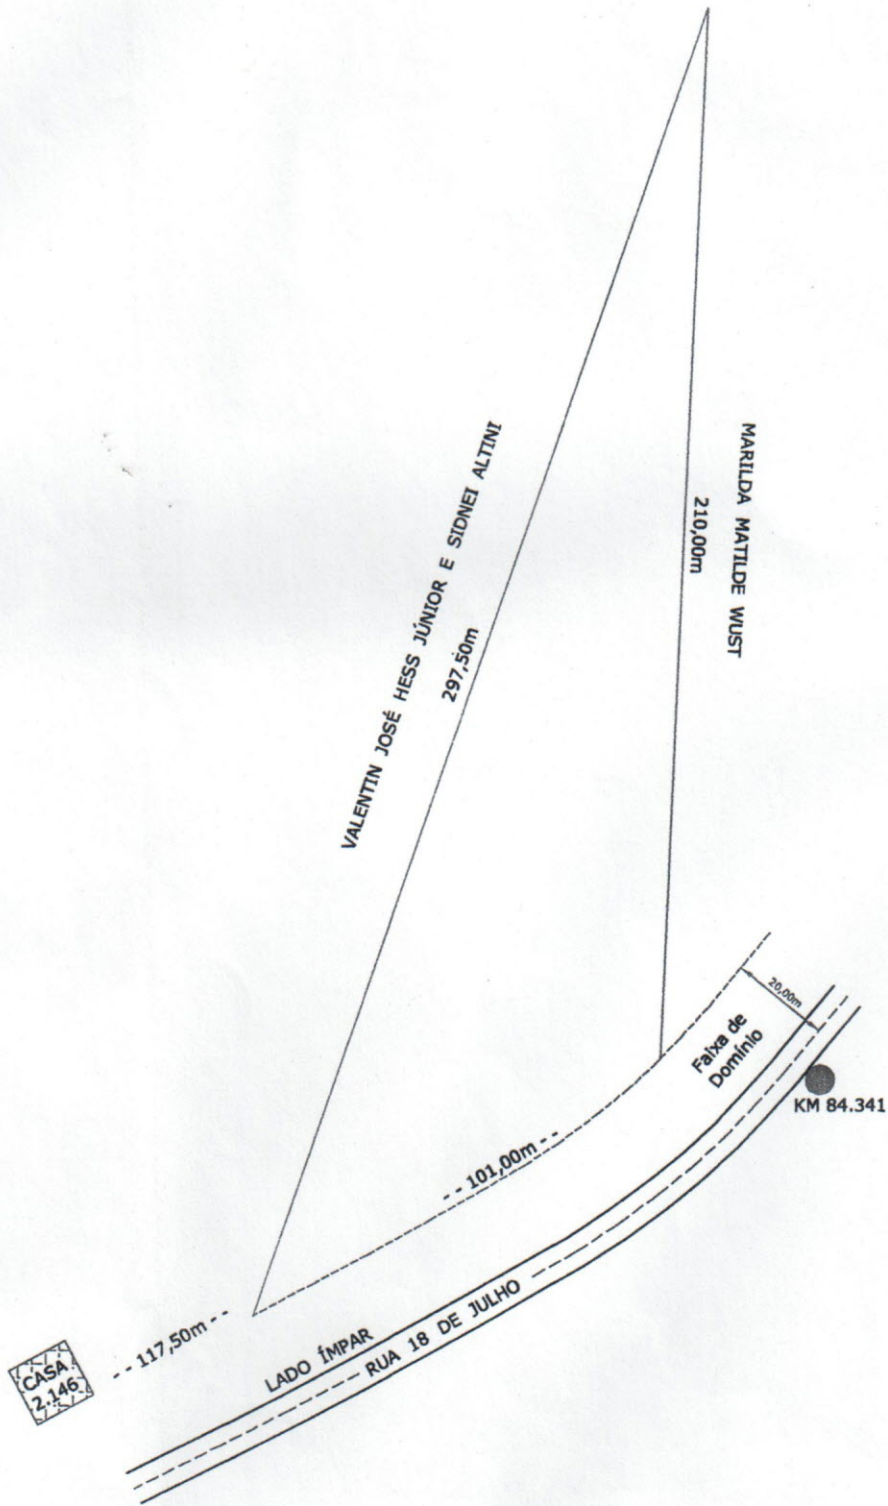 MARILDA MATILDE WUST
210,00m
VALENTIN JOSÉ HESS JÚNIOR E SIDNEI ALTINI
297,50m
20,00m
Faixa de
Domínio
KM 84.341
- - 101,00m - -
- - 117,50m - -
LADO ÍMPAR
RUA 18 DE JULHO
CASA
2.146